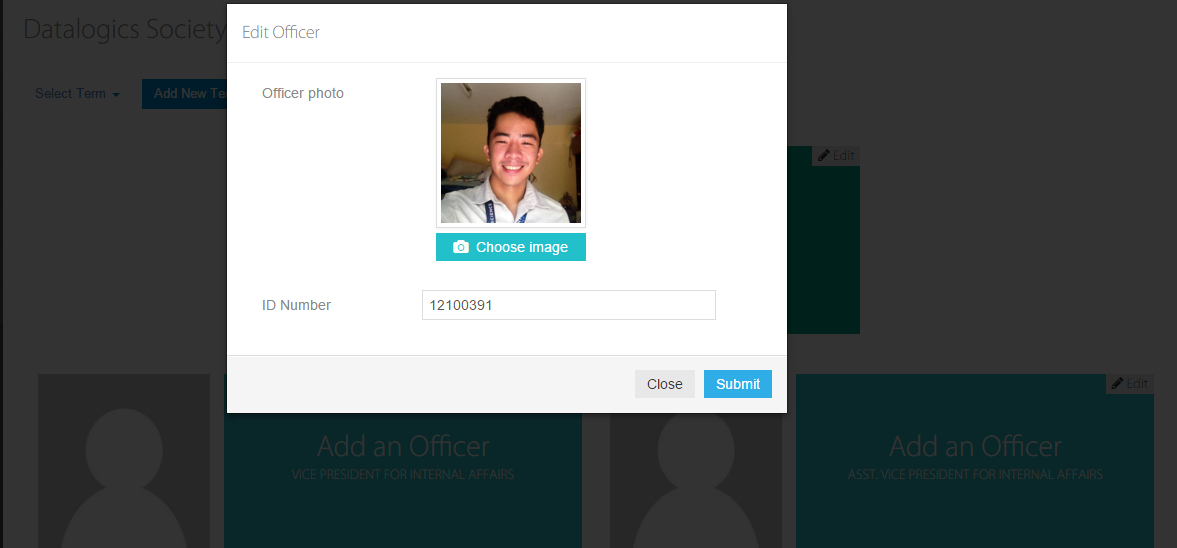 Datalogics Society
Edit Officer
Select Term
Add New Te
Officer photo
Choose image
Edit
ID Number
12100391
Close
Submit
Edit
Add an Officer
VICE PRESIDENT FOR INTERNAL AFFAIRS
Add an Officer
ASST. VICE PRESIDENT FOR INTERNAL AFFAIRS